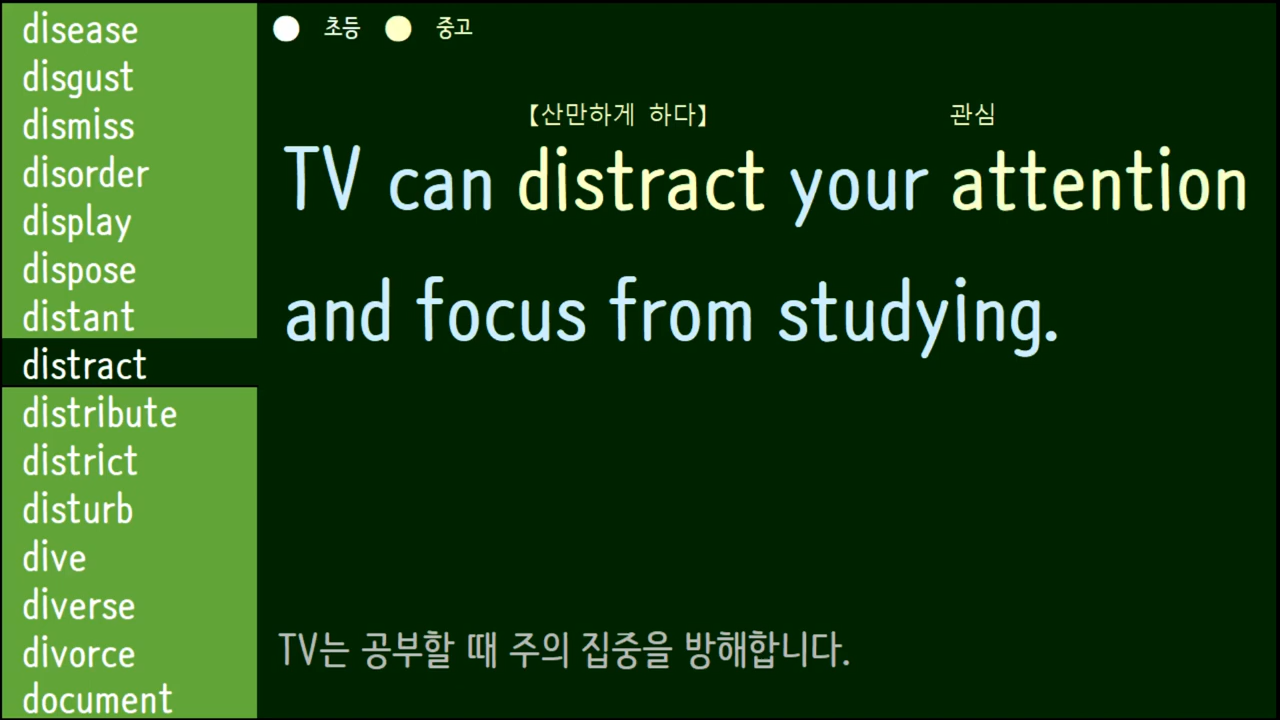 disease
disgust
dismiss
disorder
display
dispose
distant
distract
distribute
district
disturb
dive
diverse
divorce
document
초등 중고
【산만하게 하다】 관심
TV can distract your attention
and focus from studying.
TV는 공부할 때 주의 집중을 방해합니다.